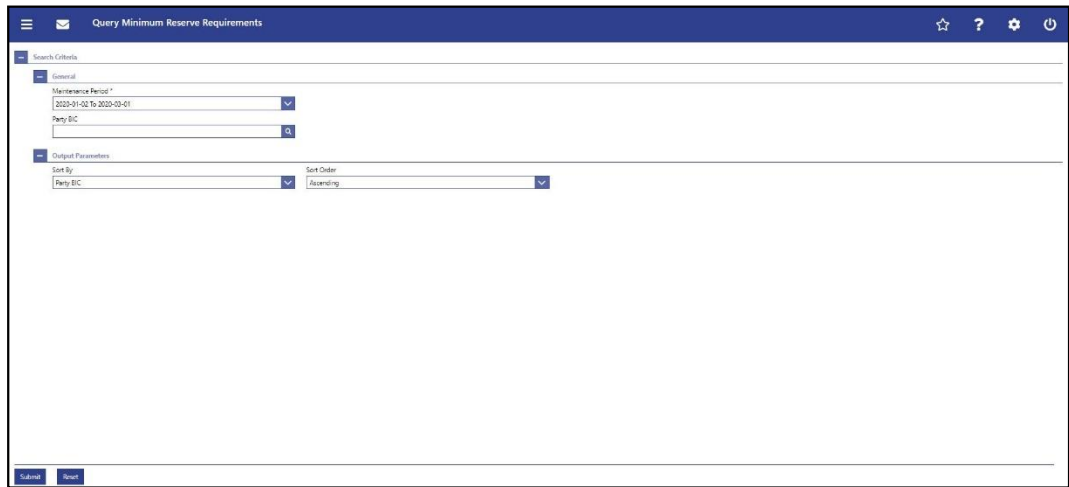 Query Minimum Reserve Requirements
?
Search Criteria
General
Maintenance Period *
2020-01-02 To 2020-03-01
Party BIC
Output Parameters
Sort By
Sort Order
Party BIC
Ascending
Submit
Reset